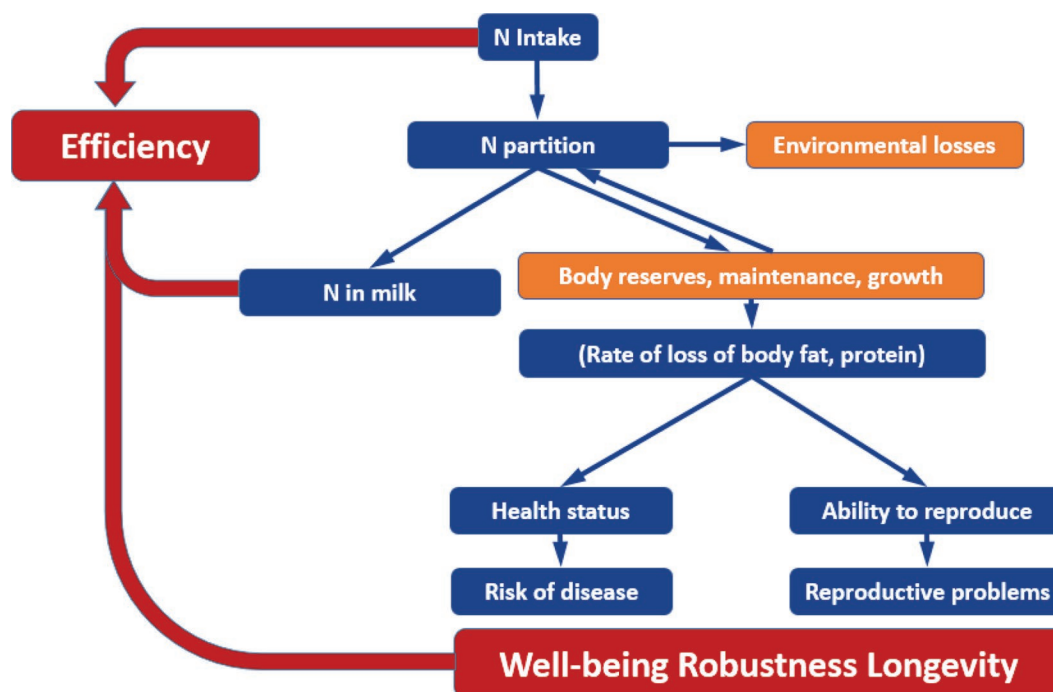 N Intake
Efficiency
N partition
Environmental losses
N in milk
Body reserves, maintenance, growth
(Rate of loss of body fat, protein)
Health status
Ability to reproduce
Risk of disease
Reproductive problems
Well-being Robustness Longevity